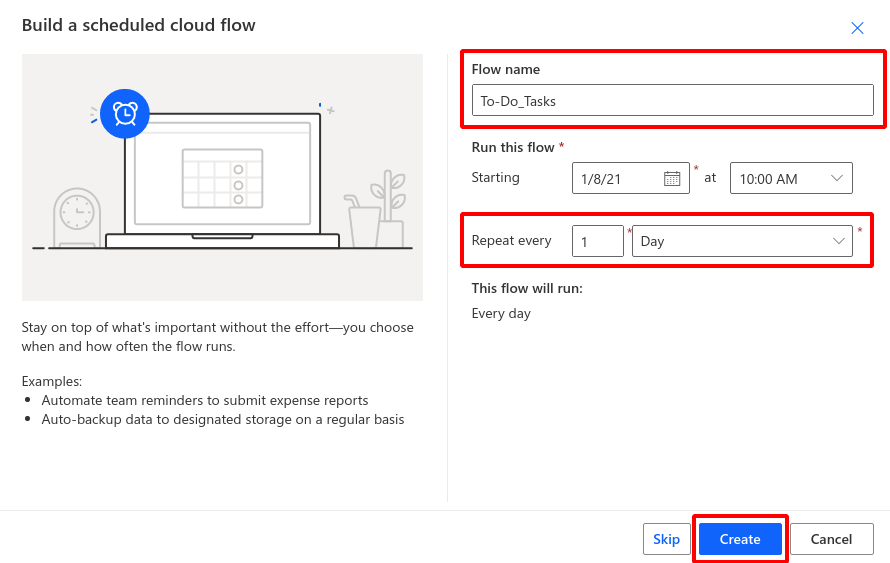 Build a scheduled cloud flow
Stay on top of what's important without the effort—you choose
when and how often the flow runs.
Examples:
• Automate team reminders to submit expense reports
• Auto-backup data to designated storage on a regular basis
Flow name
To-Do_Tasks
Run this flow *
Starting 1/8/21 * at 10:00 AM
Repeat every 1 * Day *
This flow will run:
Every day
Skip Create Cancel